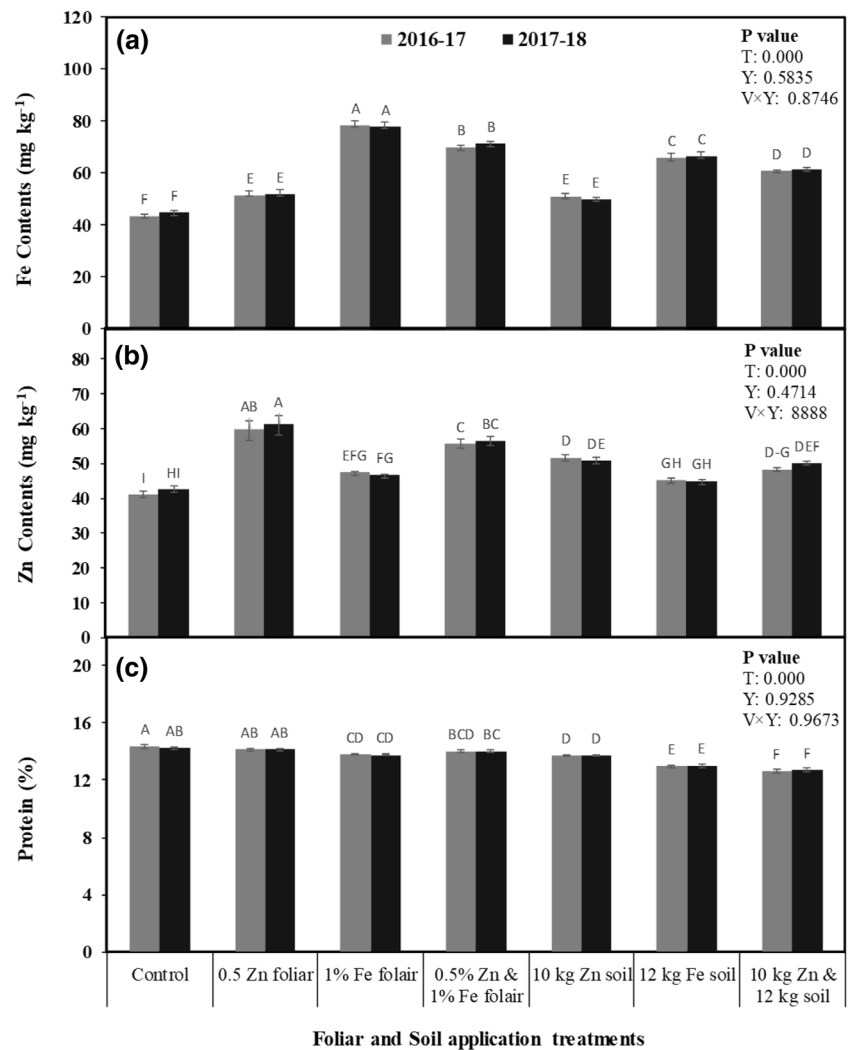 (a)
2016-17 2017-18
P value
T: 0.000
Y: 0.5835
V×Y: 0.8746
Fe Contents (mg kg⁻¹)
120
100
80
60
40
20
0
F F E E A A B B E E C C D D
(b)
P value
T: 0.000
Y: 0.4714
V×Y: 8888
Zn Contents (mg kg⁻¹)
80
70
60
50
40
30
20
10
0
I HI AB A EFG FG C BC D DE GH GH D-G DEF
(c)
P value
T: 0.000
Y: 0.9285
V×Y: 0.9673
Protein (%)
20
16
12
8
4
0
A AB AB AB CD CD BCD BC D D E E F F
Control
0.5 Zn foliar
1% Fe folair
0.5% Zn &
1% Fe folair
10 kg Zn soil
12 kg Fe soil
10 kg Zn &
12 kg soil
Foliar and Soil application treatments